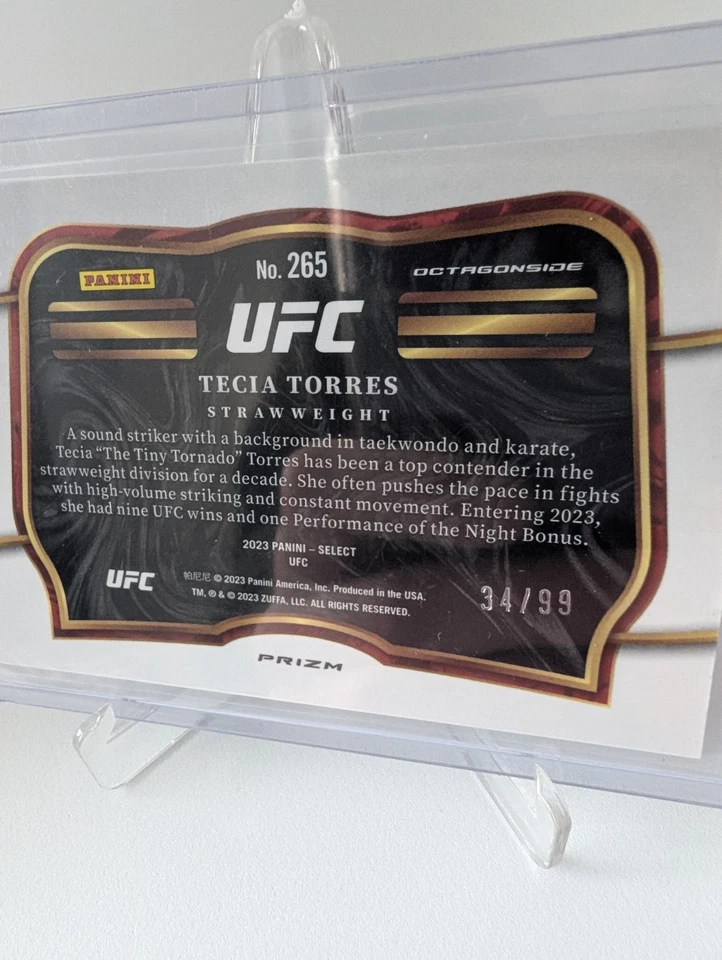 PANINI
No. 265
OCTAGONSIDE
UFC
TECIA TORRES
STRAWWEIGHT
A sound striker with a background in taekwondo and karate,
Tecia “The Tiny Tornado” Torres has been a top contender in the
strawweight division for a decade. She often pushes the pace in fights
with high-volume striking and constant movement. Entering 2023,
she had nine UFC wins and one Performance of the Night Bonus.
2023 PANINI – SELECT
UFC
UFC
帕尼尼 © 2023 Panini America, Inc. Produced in the USA.
TM, ® & © 2023 ZUFFA, LLC. ALL RIGHTS RESERVED.
34/99
PRIZM